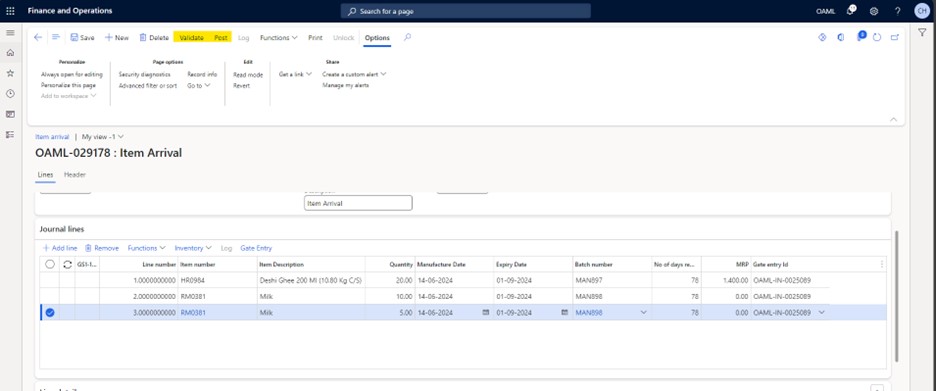 Finance and Operations
Search for a page
OAML
CH
Save New Delete Validate Post Log Functions Print Unlock Options
Personalize
Always open for editing
Personalize this page
Add to workspace
Page options
Security diagnostics
Advanced filter or sort
Record info
Go to
Edit
Read mode
Revert
Share
Get a link
Create a custom alert
Manage my alerts
Item arrival | My view -1
OAML-029178 : Item Arrival
Lines Header
Item Arrival
Journal lines
Add line Remove Functions Inventory Log Gate Entry
GS1-1... Line number Item number Item Description Quantity Manufacture Date Expiry Date Batch number No of days re... MRP Gate entry Id
1.0000000000 HR0984 Deshi Ghee 200 Ml (10.80 Kg C/S) 20.00 14-06-2024 01-09-2024 MAN897 78 1,400.00 OAML-IN-0025089
2.0000000000 RM0381 Milk 10.00 14-06-2024 01-09-2024 MAN898 78 0.00 OAML-IN-0025089
3.0000000000 RM0381 Milk 5.00 14-06-2024 01-09-2024 MAN898 78 0.00 OAML-IN-0025089